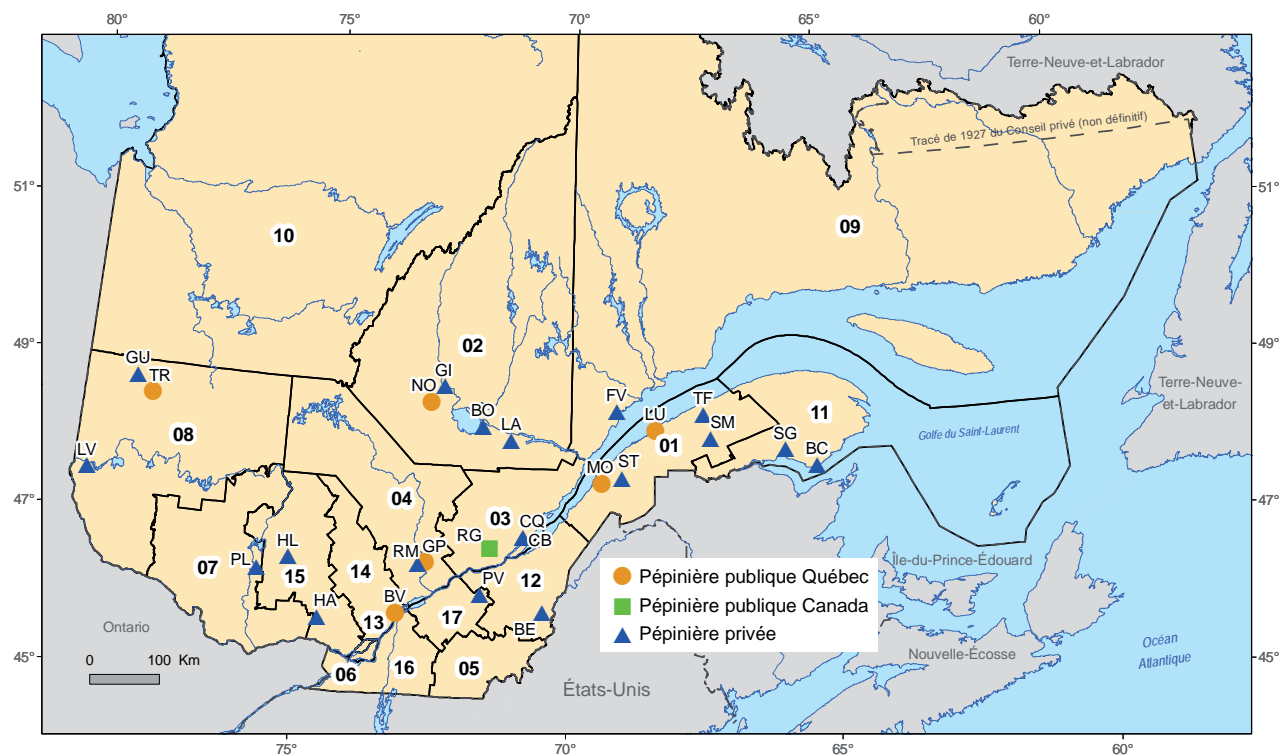 80°
75°
70°
65°
60°
Terre-Neuve-et-Labrador
Tracé de 1927 du Conseil privé (non définitif)
51°
51°
10
09
02
49°
49°
GU
TR
GI
NO
BO
LA
FV
LU
TF
SM
11
Terre-Neuve-
et-Labrador
08
LV
01
SG
BC
Golfe du Saint-Laurent
MO
ST
47°
47°
04
03
CQ
CB
RG
RM
GP
Île-du-Prince-Édouard
07
PL
HL
15
14
12
PV
BV
HA
13
17
BE
Pépinière publique Québec
Pépinière publique Canada
Pépinière privée
Ontario
0 100 Km
45°
45°
06
16
05
États-Unis
Nouvelle-Écosse
Océan
Atlantique
75°
70°
65°
60°